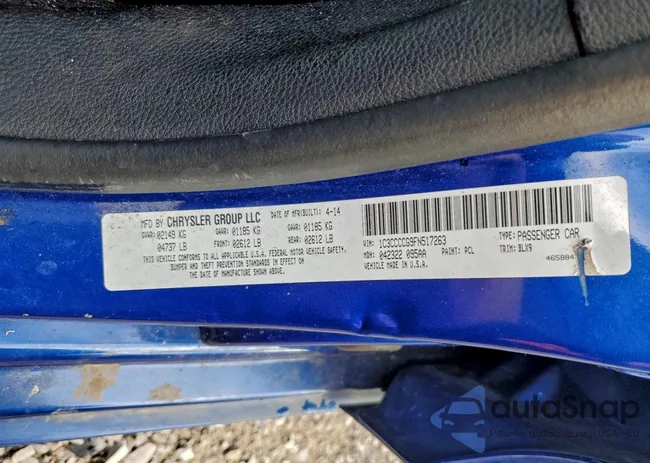 MFD BY CHRYSLER GROUP LLC DATE OF MFR(BUILT): 4-14
GVWR: 02149 KG GAWR: 01185 KG GAWR: 01185 KG
04737 LB FRONT: 02612 LB REAR: 02612 LB
THIS VEHICLE CONFORMS TO ALL APPLICABLE U.S.A. FEDERAL MOTOR VEHICLE SAFETY,
BUMPER AND THEFT PREVENTION STANDARDS IN EFFECT ON
THE DATE OF MANUFACTURE SHOWN ABOVE.
VIN: 1C3CCCCG9FN517263 TYPE: PASSENGER CAR
MDH: 042322 095AA PAINT: PCL TRIM: BLX9
VEHICLE MADE IN U.S.A. 465884
autoSnap